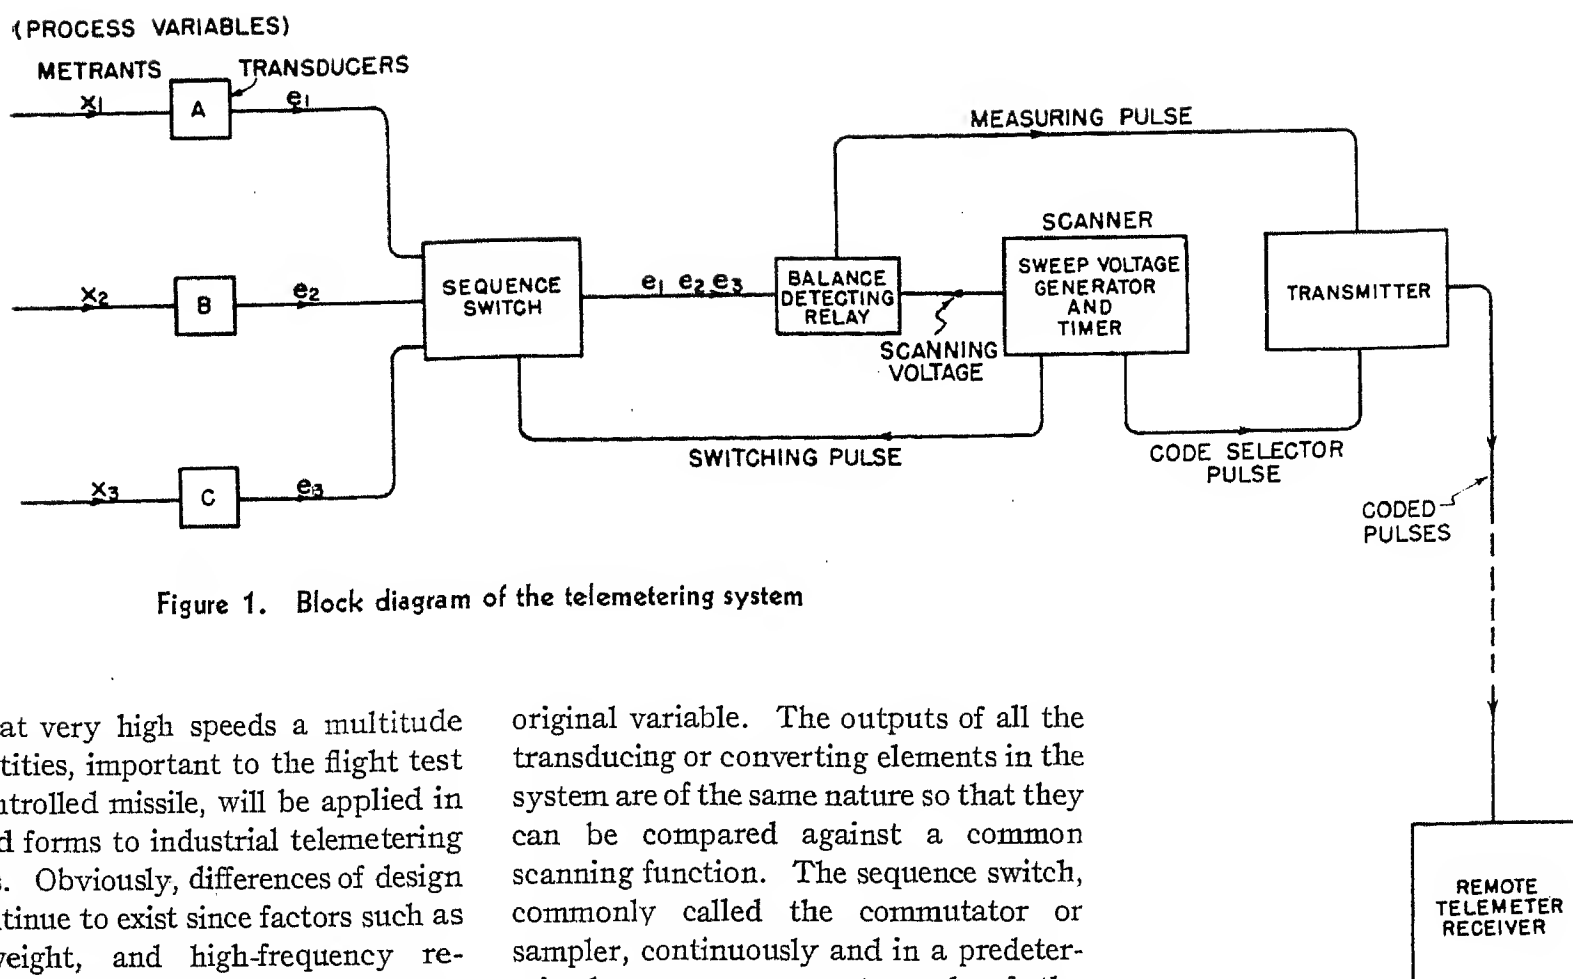 (PROCESS VARIABLES)
METRANTS
TRANSDUCERS
x1
A
e1
MEASURING PULSE
SCANNER
x2
B
e2
SEQUENCE
SWITCH
e1 e2 e3
BALANCE
DETECTING
RELAY
SWEEP VOLTAGE
GENERATOR
AND
TIMER
TRANSMITTER
SCANNING
VOLTAGE
SWITCHING PULSE
CODE SELECTOR
PULSE
x3
C
e3
CODED
PULSES
Figure 1. Block diagram of the telemetering system
at very high speeds a multitude
tities, important to the flight test
ntrolled missile, will be applied in
d forms to industrial telemetering
s. Obviously, differences of design
ntinue to exist since factors such as
weight, and high-frequency re-
original variable. The outputs of all the
transducing or converting elements in the
system are of the same nature so that they
can be compared against a common
scanning function. The sequence switch,
commonly called the commutator or
sampler, continuously and in a predeter-
REMOTE
TELEMETER
RECEIVER